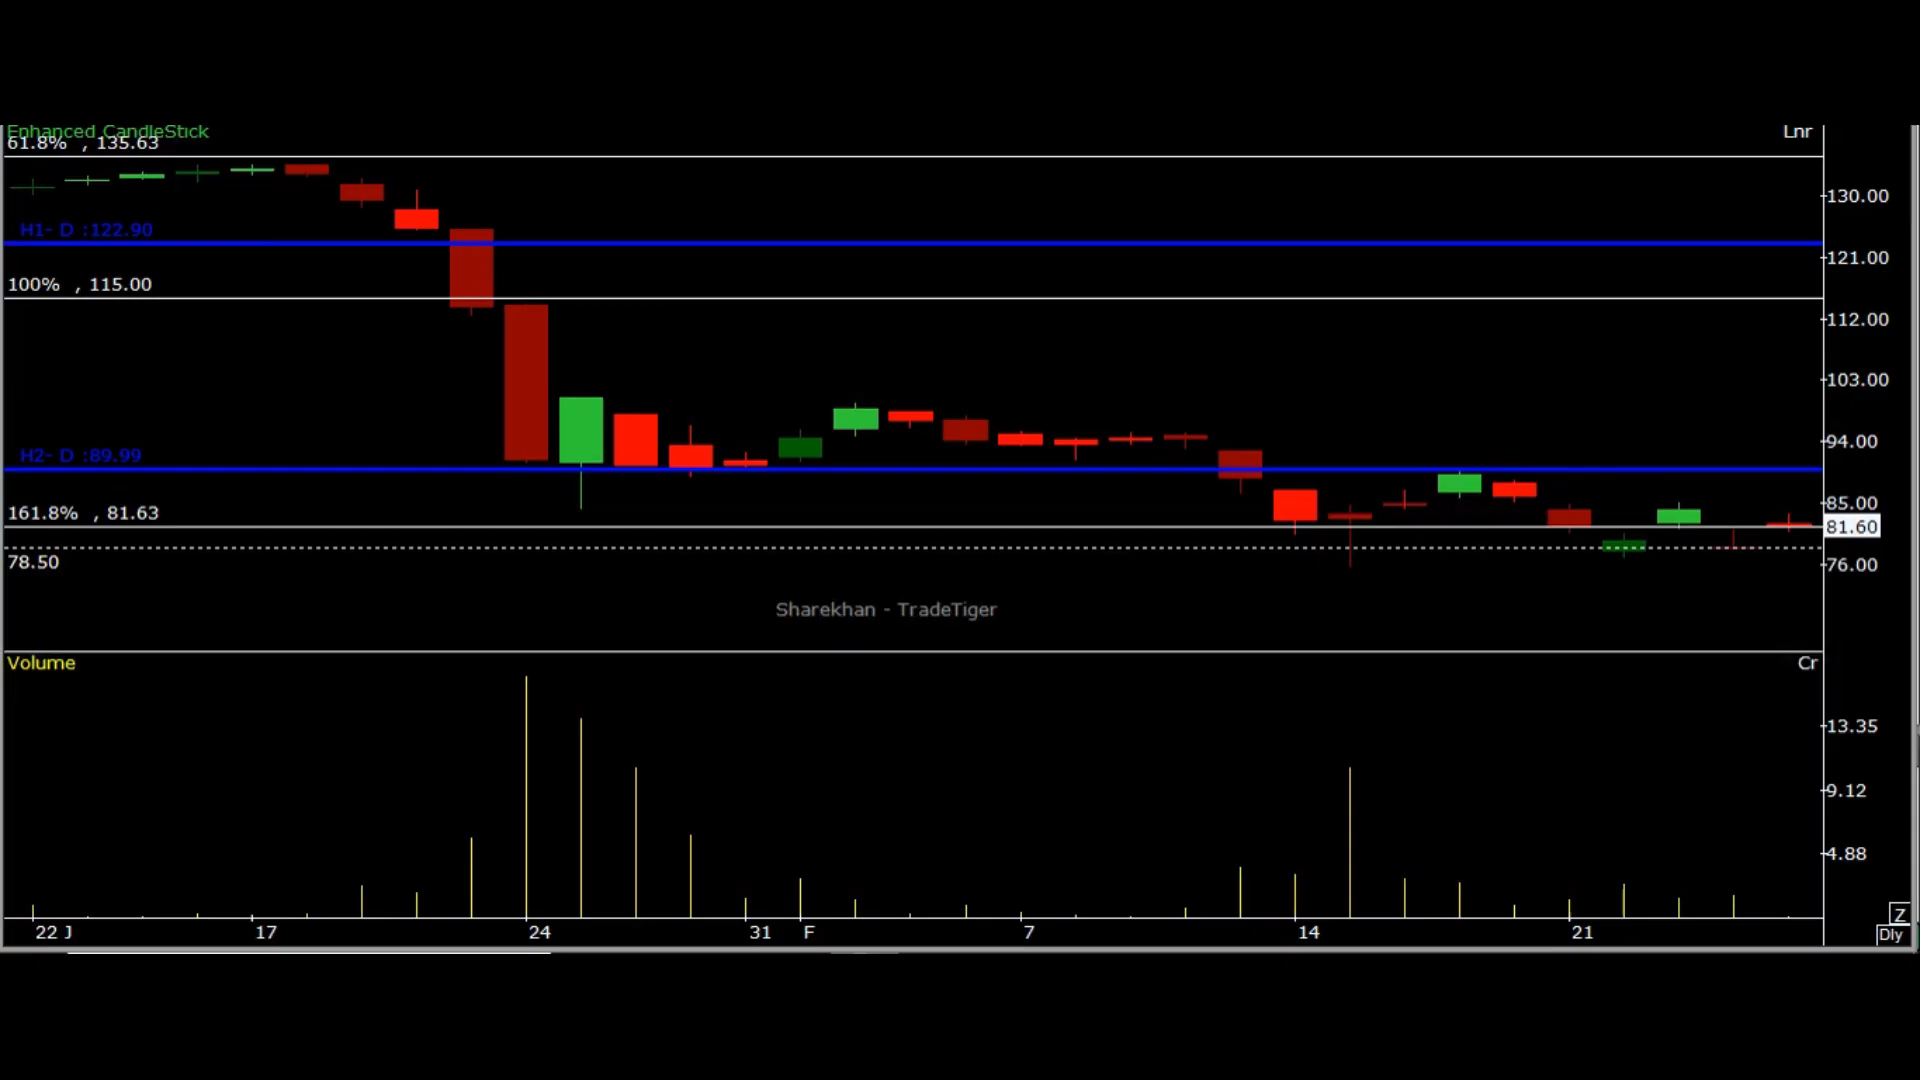 Enhanced CandleStick
Lnr
61.8% , 135.63
130.00
H1- D :122.90
121.00
100% , 115.00
112.00
103.00
94.00
H2- D :89.99
85.00
161.8% , 81.63
81.60
78.50
76.00
Sharekhan - TradeTiger
Volume
Cr
13.35
9.12
4.88
Z
22 J 17 24 31 F 7 14 21
Dly